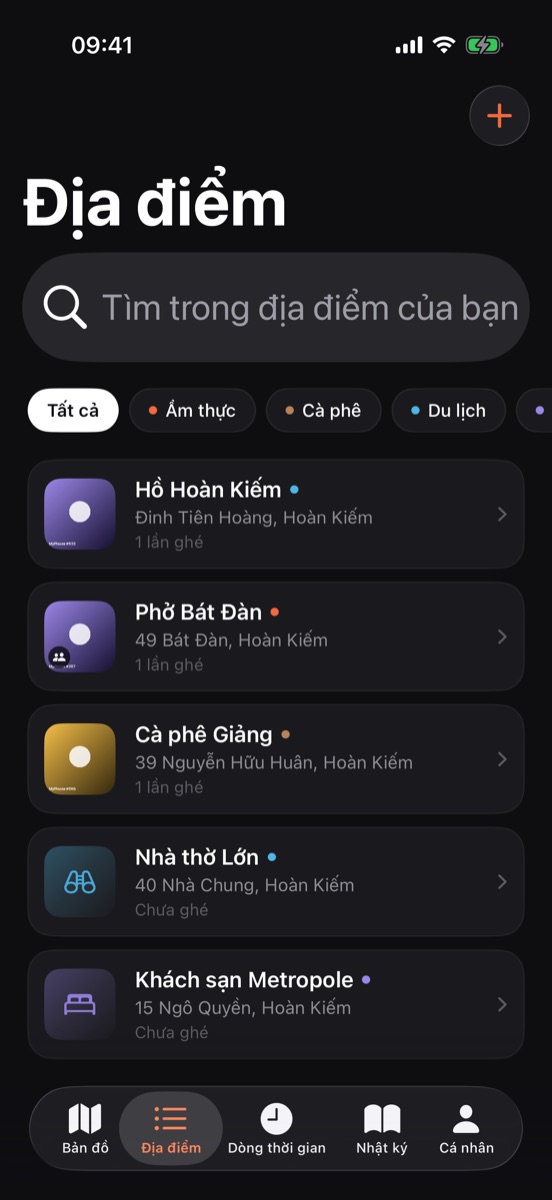 09:41
Địa điểm
Tìm trong địa điểm của bạn
Tất cả
Ẩm thực
Cà phê
Du lịch
Hồ Hoàn Kiếm
Đinh Tiên Hoàng, Hoàn Kiếm
1 lần ghé
Phở Bát Đàn
49 Bát Đàn, Hoàn Kiếm
1 lần ghé
Cà phê Giảng
39 Nguyễn Hữu Huân, Hoàn Kiếm
1 lần ghé
Nhà thờ Lớn
40 Nhà Chung, Hoàn Kiếm
Chưa ghé
Khách sạn Metropole
15 Ngô Quyền, Hoàn Kiếm
Chưa ghé
Bản đồ
Địa điểm
Dòng thời gian
Nhật ký
Cá nhân